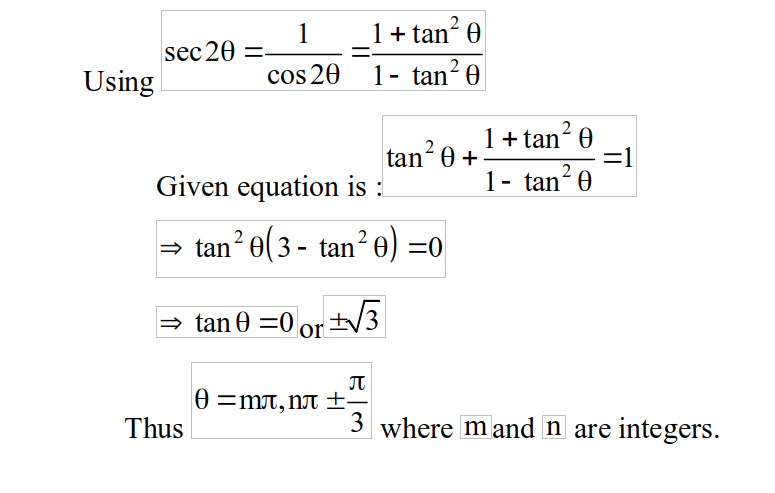 Using sec 2θ = 1/cos 2θ = (1 + tan² θ)/(1 - tan² θ)
Given equation is : tan² θ + (1 + tan² θ)/(1 - tan² θ) = 1
⇒ tan² θ(3 - tan² θ) = 0
⇒ tan θ = 0 or ±√3
Thus θ = mπ, nπ ± π/3 where m and n are integers.